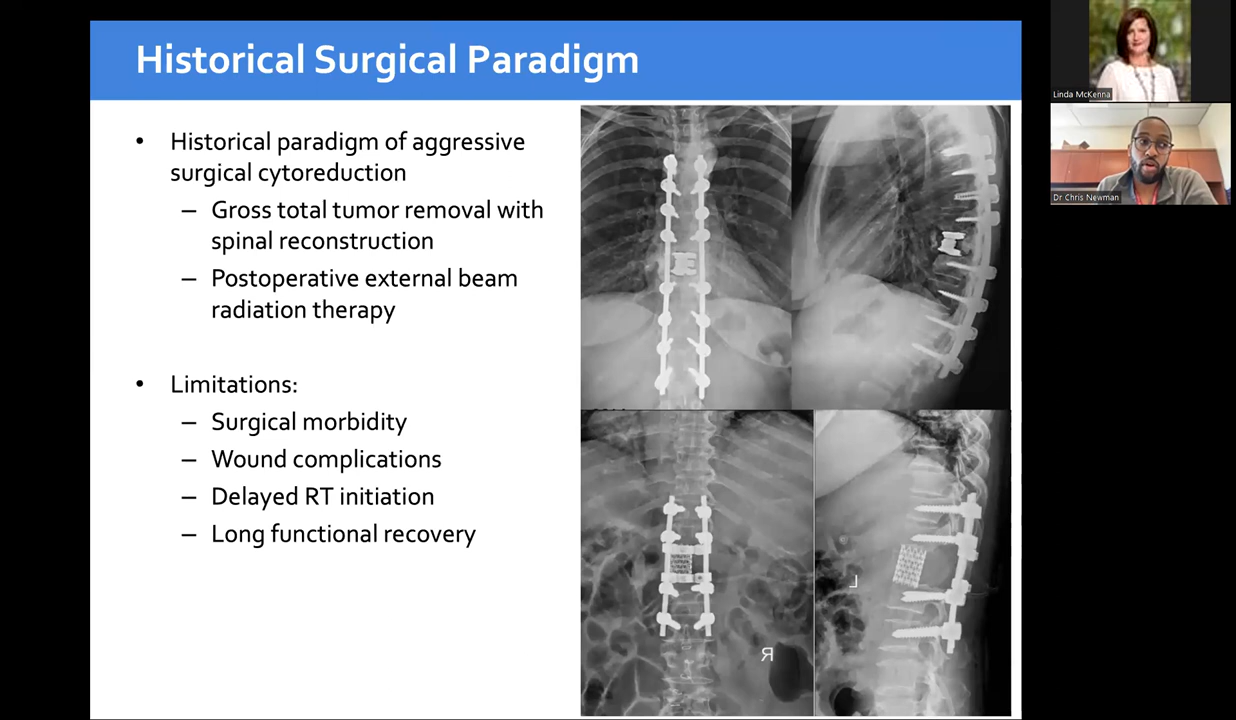 Historical Surgical Paradigm
• Historical paradigm of aggressive
surgical cytoreduction
– Gross total tumor removal with
spinal reconstruction
– Postoperative external beam
radiation therapy
• Limitations:
– Surgical morbidity
– Wound complications
– Delayed RT initiation
– Long functional recovery
R
L
Linda McKenna
Dr Chris Newman